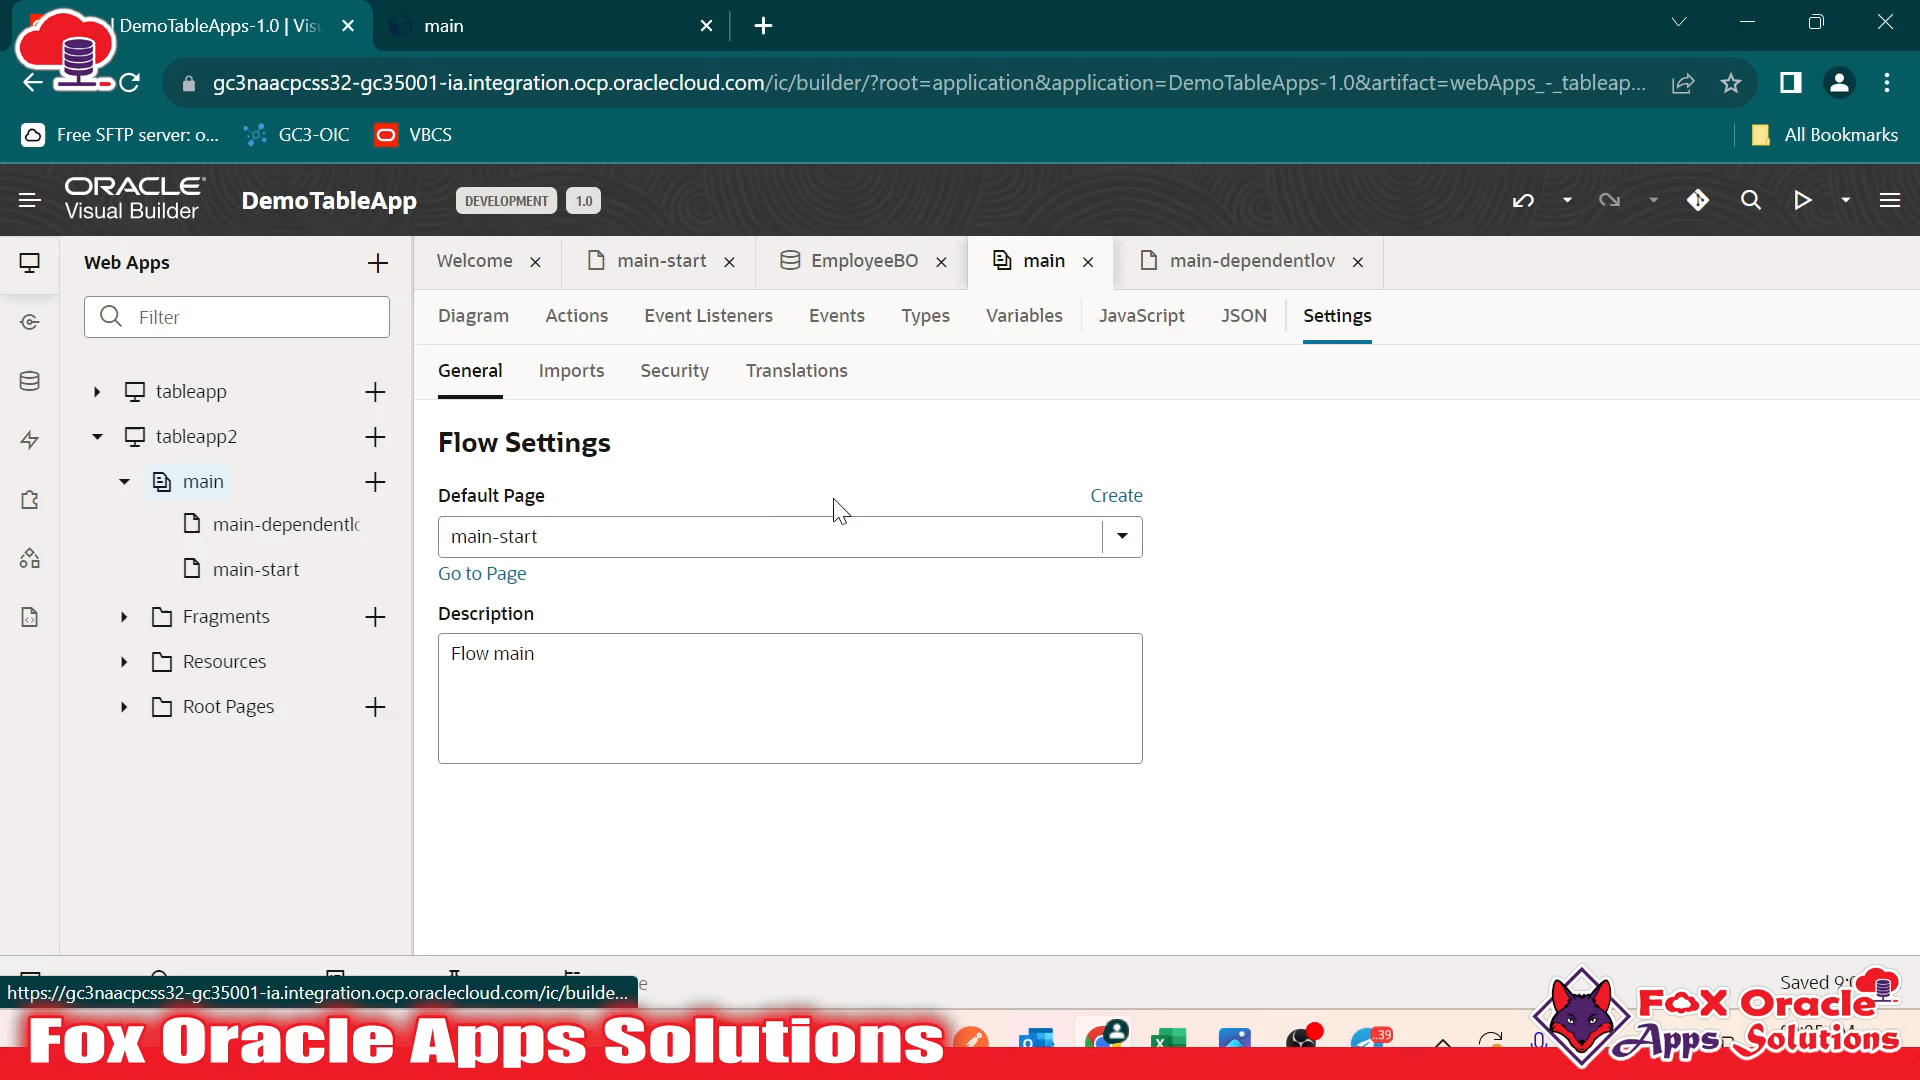 DemoTableApps-1.0 | Vis
main
gc3naacpcss32-gc35001-ia.integration.ocp.oraclecloud.com/ic/builder/?root=application&application=DemoTableApps-1.0&artifact=webApps_-_tableap...
Free SFTP server: o...
GC3-OIC
VBCS
All Bookmarks
ORACLE
Visual Builder
DemoTableApp
DEVELOPMENT
1.0
Web Apps
Welcome
main-start
EmployeeBO
main
main-dependentlov
Filter
Diagram
Actions
Event Listeners
Events
Types
Variables
JavaScript
JSON
Settings
General
Imports
Security
Translations
tableapp
tableapp2
main
main-dependentlo
main-start
Fragments
Resources
Root Pages
Flow Settings
Default Page
Create
main-start
Go to Page
Description
Flow main
https://gc3naacpcss32-gc35001-ia.integration.ocp.oraclecloud.com/ic/builde...
Saved
39
Fox Oracle Apps Solutions
FOX Oracle
Apps Solutions